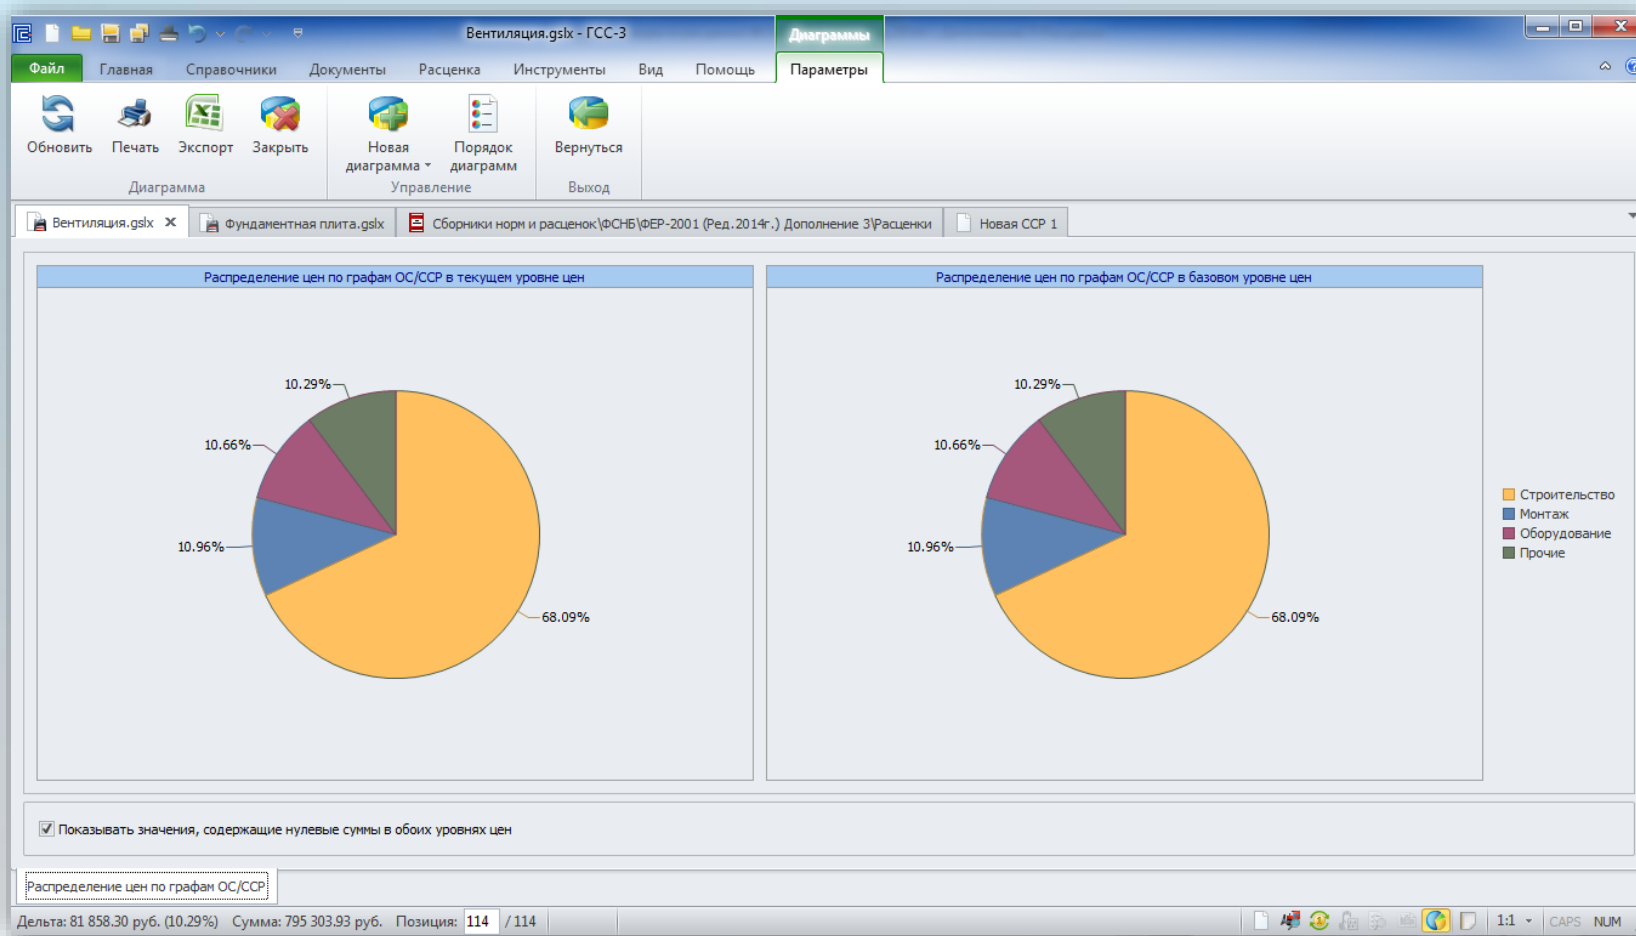 Вентиляция.gslx - ГСС-3
Диаграммы
Файл Главная Справочники Документы Расценка Инструменты Вид Помощь Параметры
Обновить Печать Экспорт Закрыть Новая диаграмма Порядок диаграмм Вернуться
Диаграмма Управление Выход
Вентиляция.gslx Фундаментная плита.gslx Сборники норм и расценок\ФСНБ\ФЕР-2001 (Ред.2014г.) Дополнение 3\Расценки Новая ССР 1
Распределение цен по графам ОС/ССР в текущем уровне цен
10.29%
10.66%
10.96%
68.09%
Распределение цен по графам ОС/ССР в базовом уровне цен
10.29%
10.66%
10.96%
68.09%
Строительство
Монтаж
Оборудование
Прочие
Показывать значения, содержащие нулевые суммы в обоих уровнях цен
Распределение цен по графам ОС/ССР
Дельта: 81 858.30 руб. (10.29%) Сумма: 795 303.93 руб. Позиция: 114 / 114 1:1 CAPS NUM